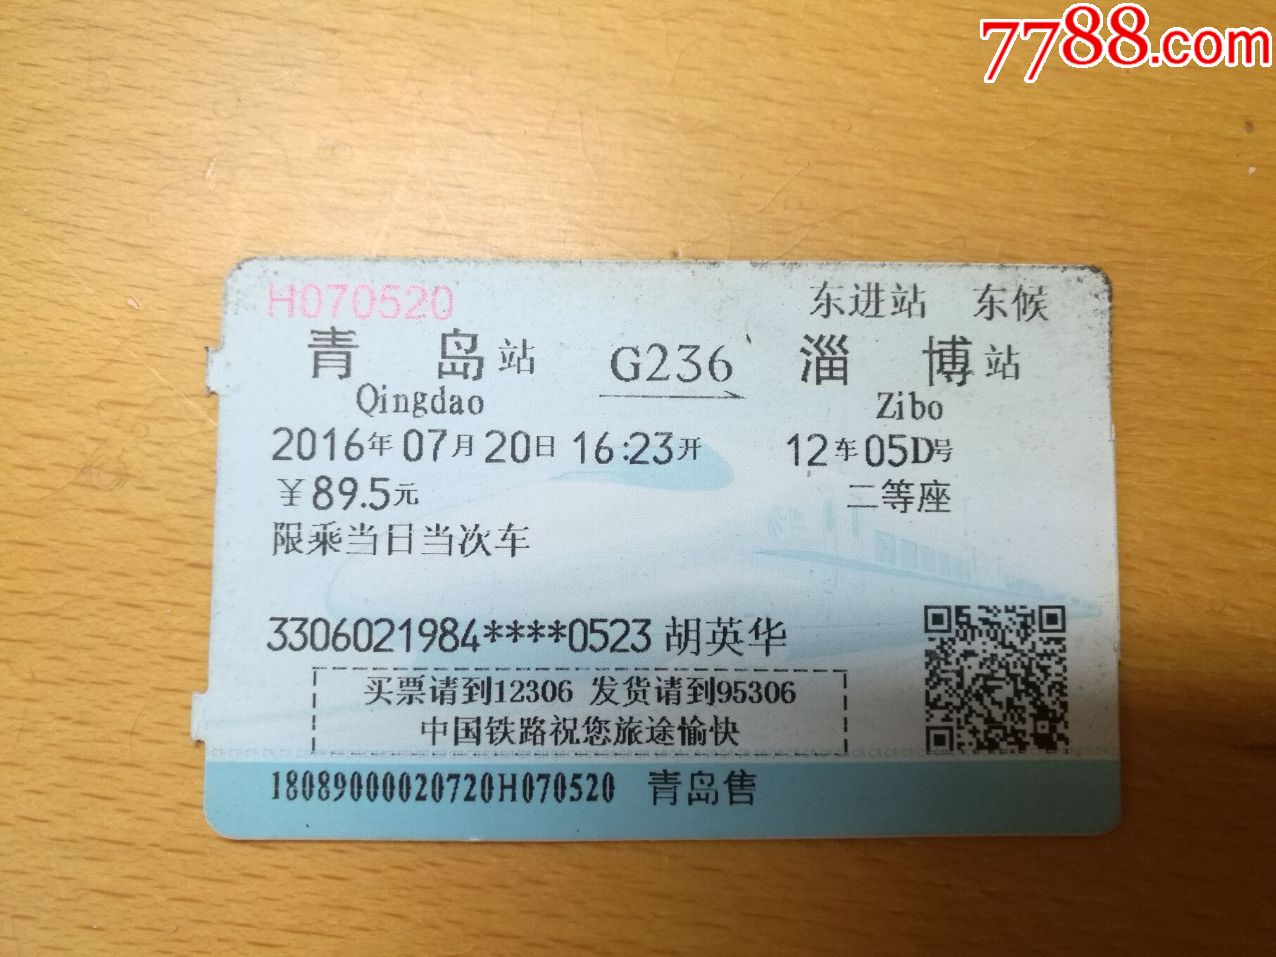 7788.com
H070520
东进站 东候
青岛站 G236 淄博站
Qingdao Zibo
2016年07月20日16:23开 12车05D号
￥89.5元 二等座
限乘当日当次车
3306021984****0523 胡英华
买票请到12306 发货请到95306
中国铁路祝您旅途愉快
18089000020720H070520 青岛售